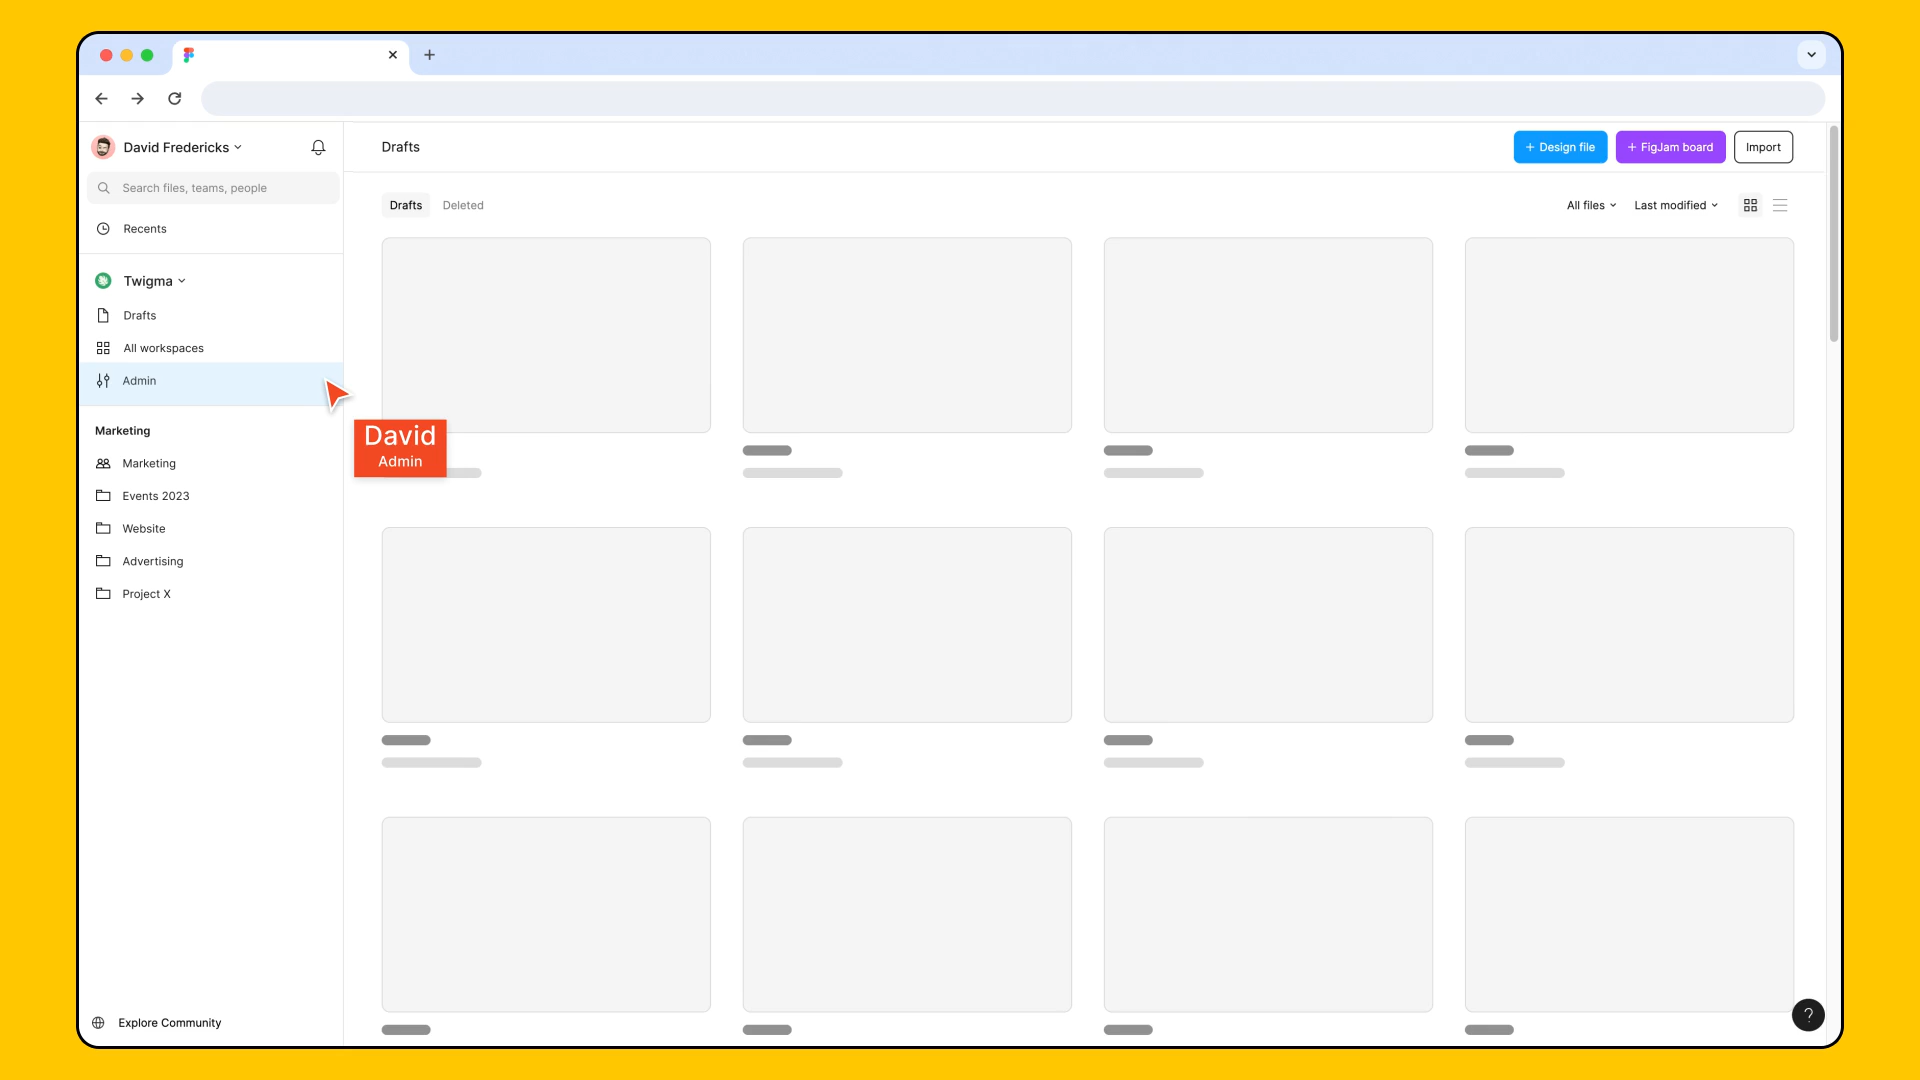 David Fredericks
Search files, teams, people
Recents
Twigma
Drafts
All workspaces
Admin
Marketing
Marketing
Events 2023
Website
Advertising
Project X
Explore Community
Drafts
+ Design file
+ FigJam board
Import
Drafts
Deleted
All files
Last modified
David
Admin
?